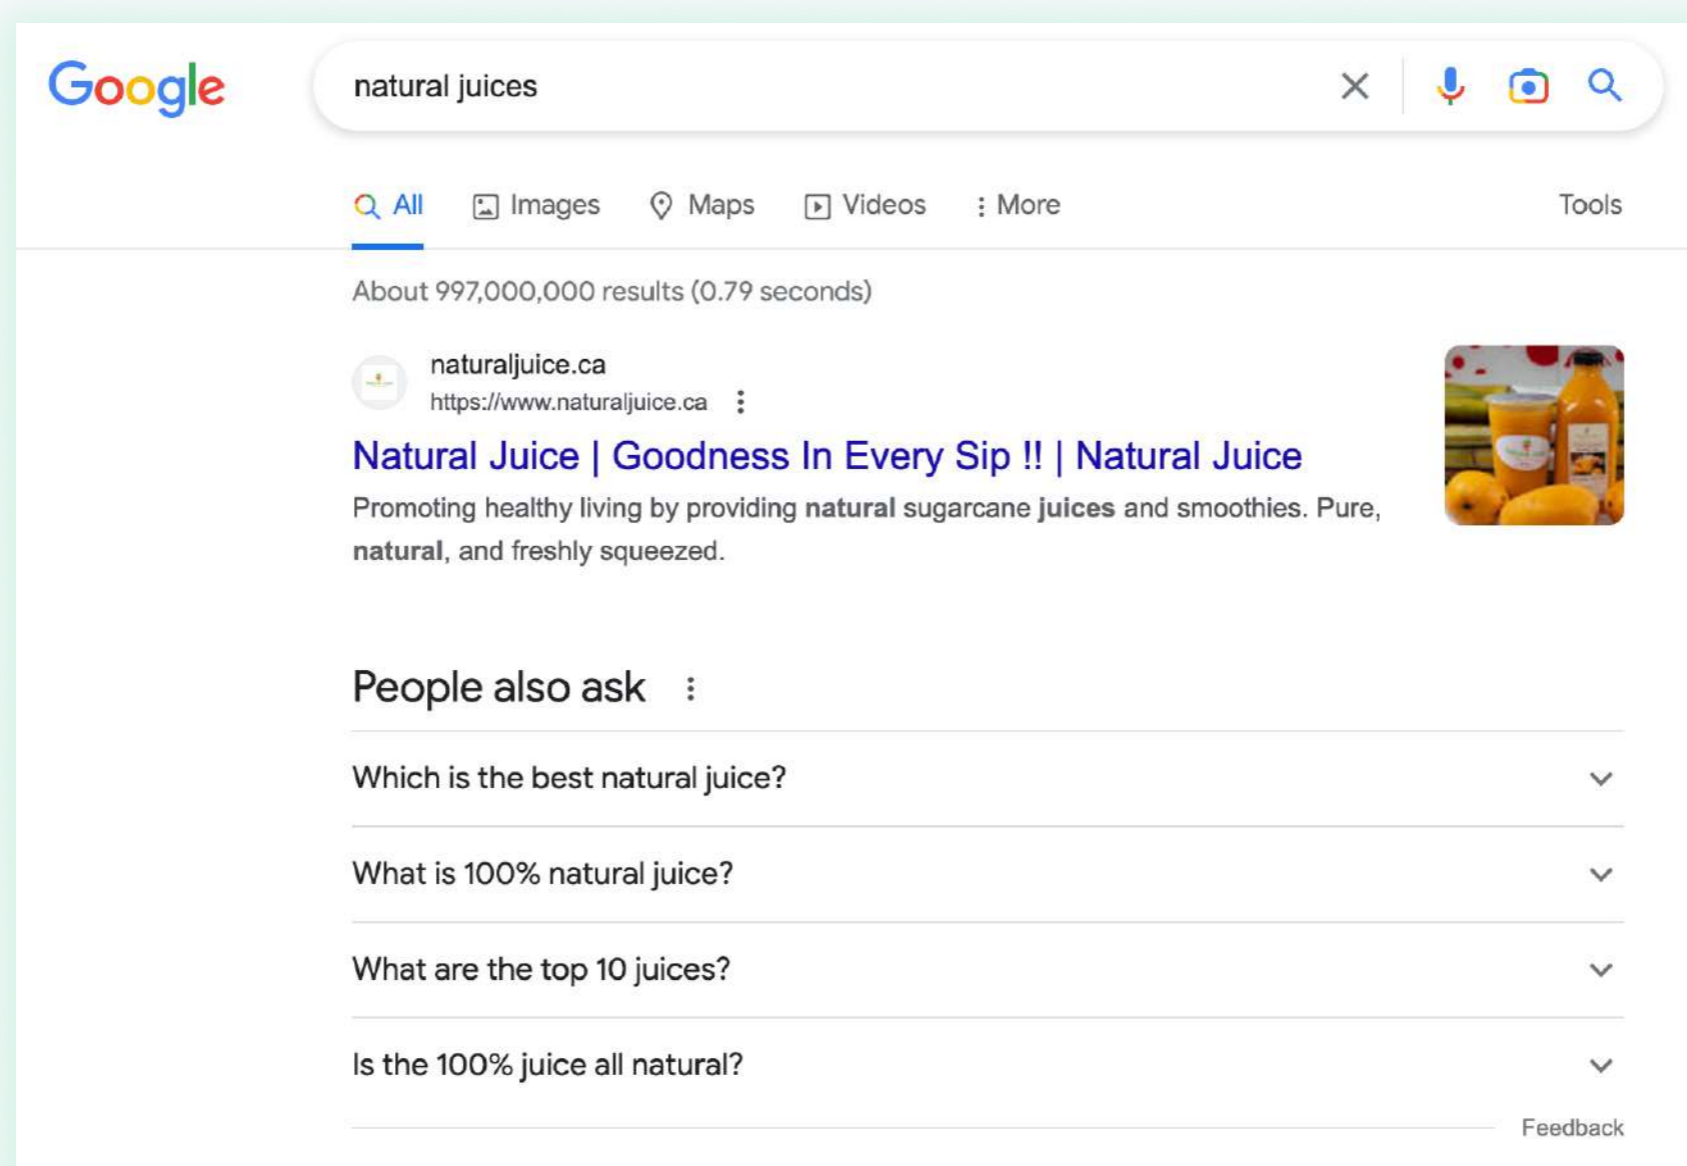 Google
natural juices
All Images Maps Videos More Tools
About 997,000,000 results (0.79 seconds)
naturaljuice.ca
https://www.naturaljuice.ca
Natural Juice | Goodness In Every Sip !! | Natural Juice
Promoting healthy living by providing natural sugarcane juices and smoothies. Pure,
natural, and freshly squeezed.
People also ask
Which is the best natural juice?
What is 100% natural juice?
What are the top 10 juices?
Is the 100% juice all natural?
Feedback